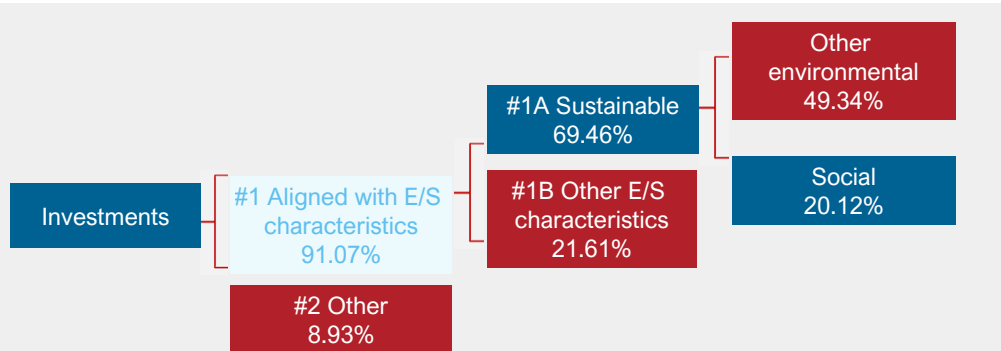 Investments
#1 Aligned with E/S
characteristics
91.07%
#2 Other
8.93%
#1A Sustainable
69.46%
#1B Other E/S
characteristics
21.61%
Other
environmental
49.34%
Social
20.12%